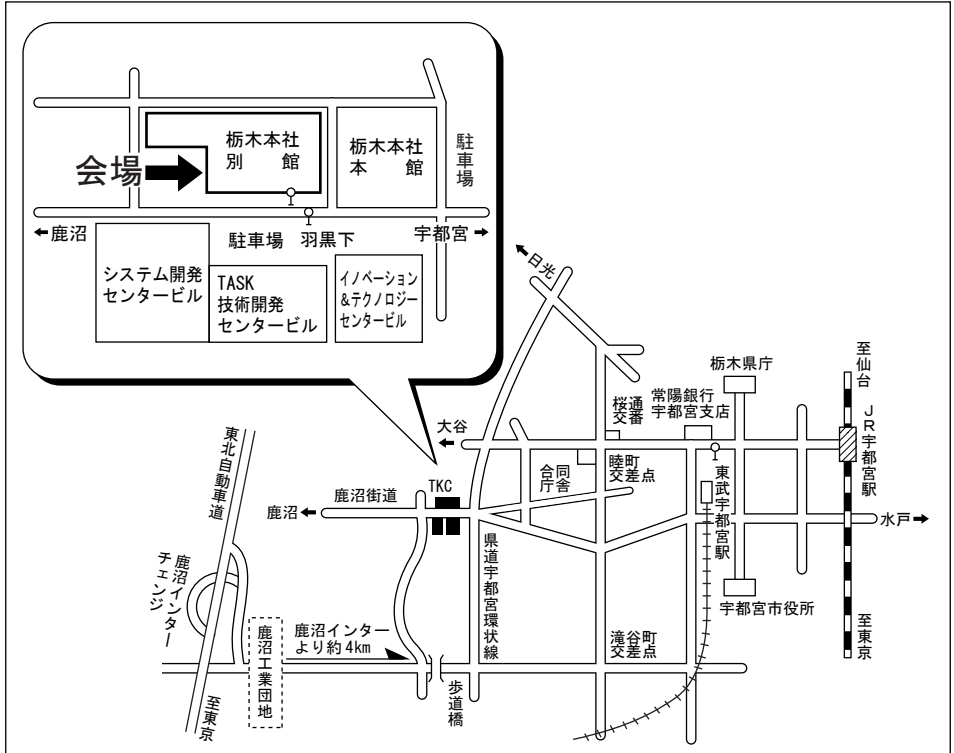 栃木本社
別　館
栃木本社
本　館
駐車場
会場
←鹿沼
駐車場
羽黒下
宇都宮→
システム開発
センタービル
TASK
技術開発
センタービル
イノベーション
&テクノロジー
センタービル
日光
栃木県庁
至仙台
JR宇都宮駅
桜通
交番
常陽銀行
宇都宮支店
大谷
←
合同
庁舎
睦町
交差点
東武宇都宮駅
東北自動車道
TKC
鹿沼街道
鹿沼←
水戸→
県道宇都宮環状線
鹿沼インター
チェンジ
宇都宮市役所
鹿沼工業団地
鹿沼インター
より約4km
滝谷町
交差点
至東京
歩道橋
至東京